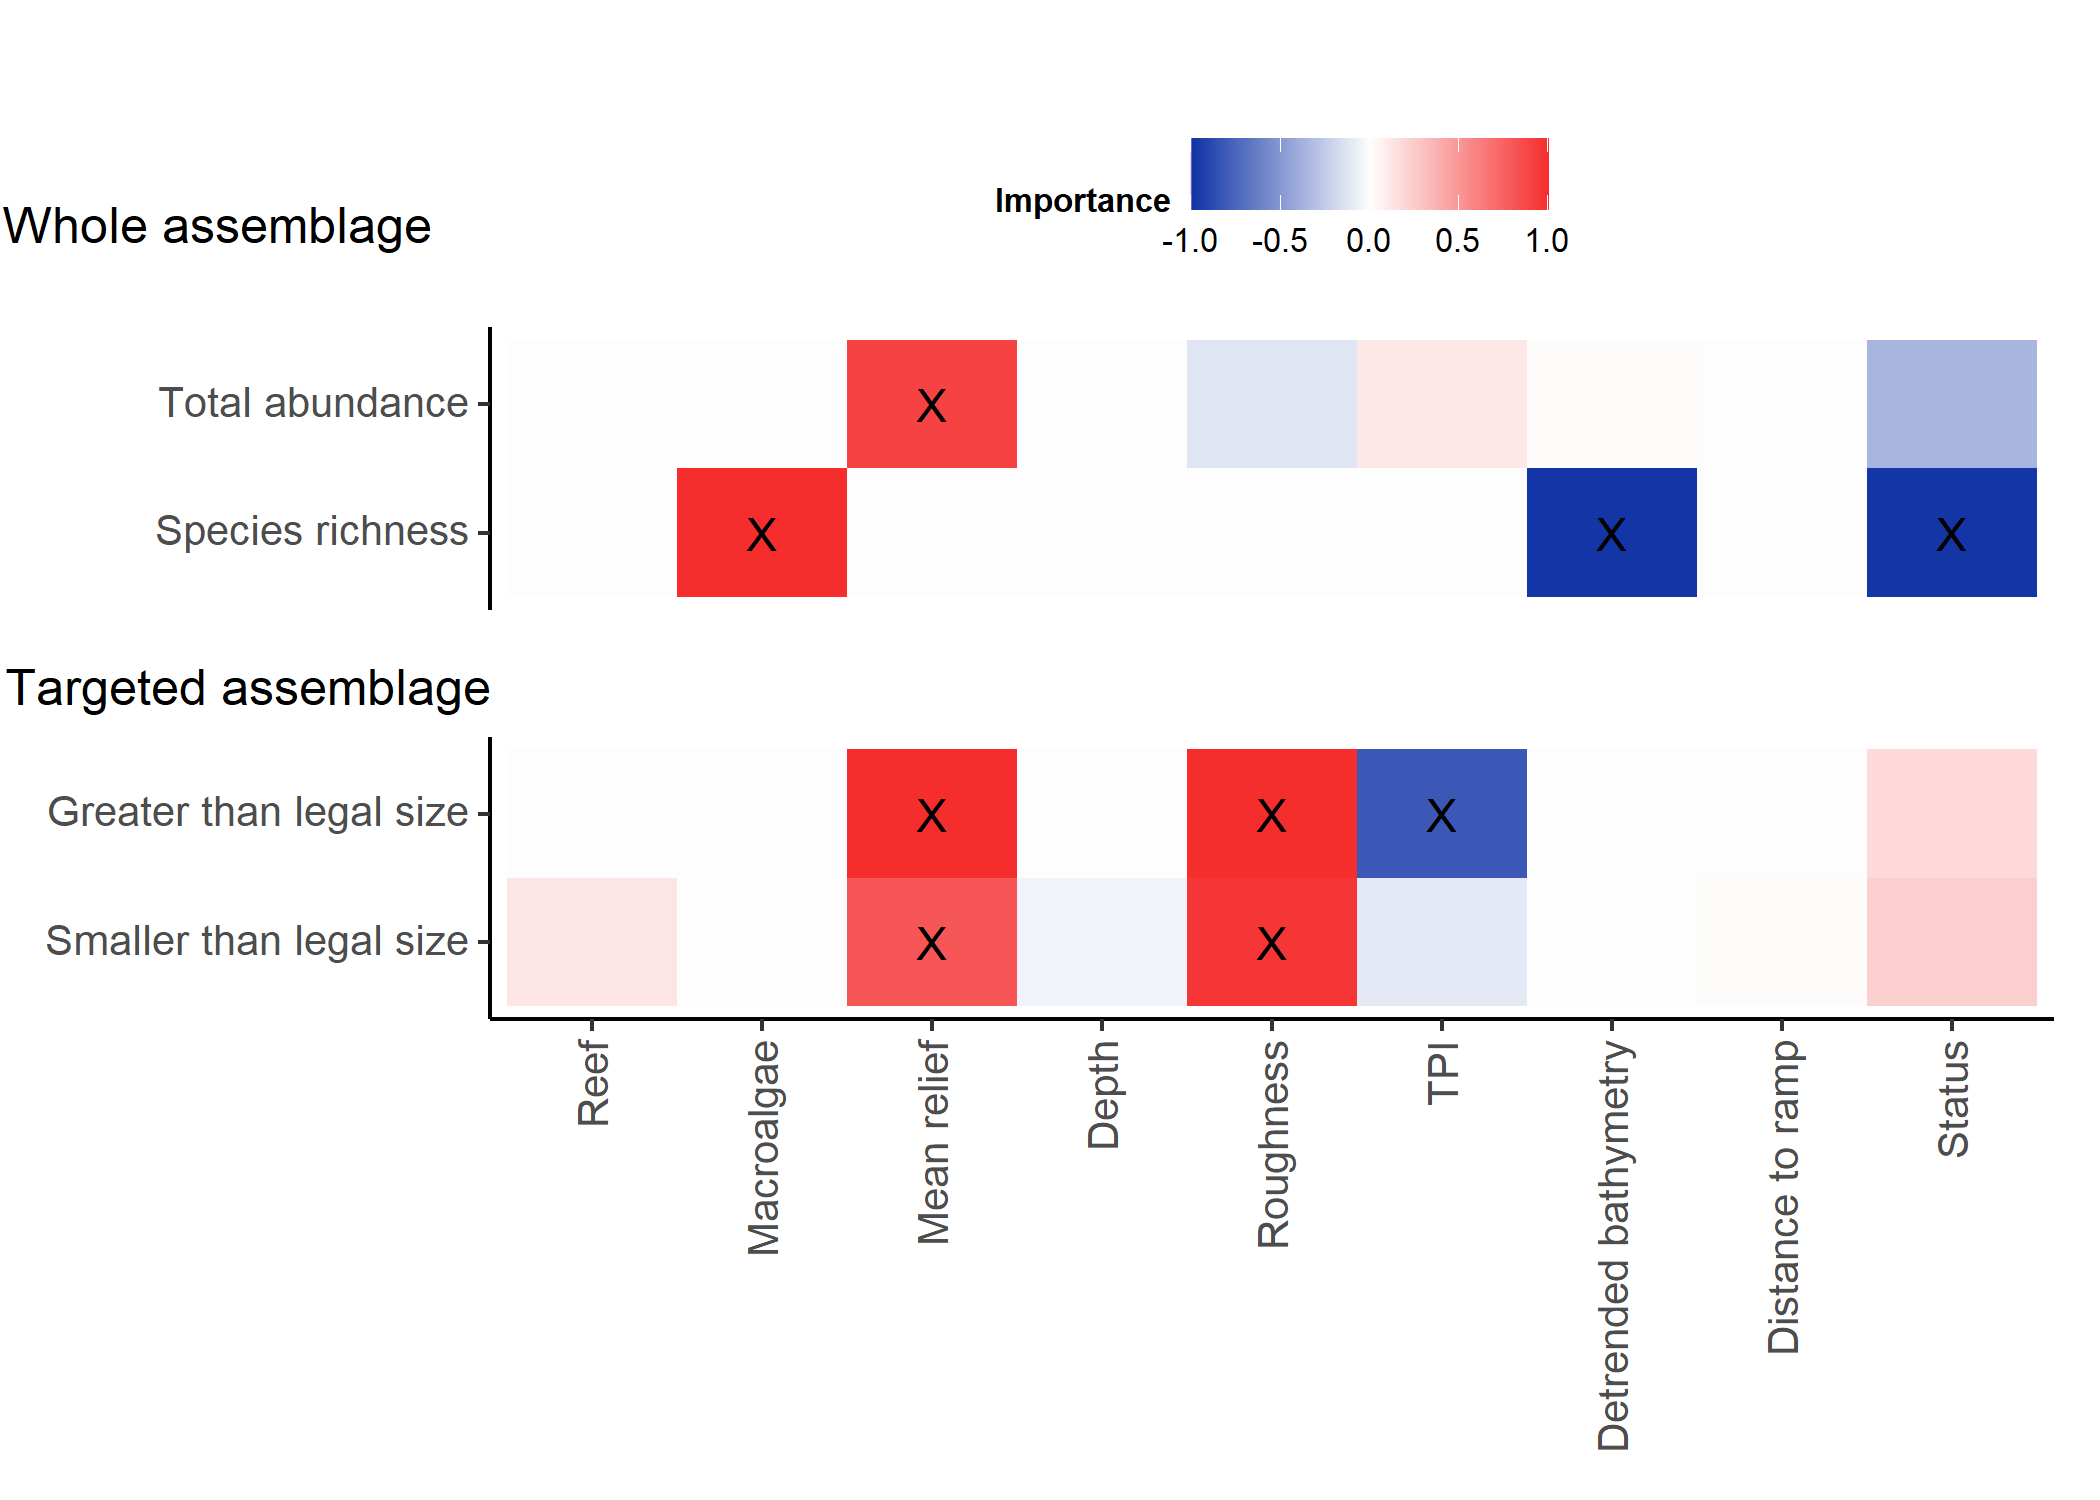 Importance
-1.0 -0.5 0.0 0.5 1.0
Whole assemblage
Total abundance
X
Species richness
X X X
Targeted assemblage
Greater than legal size
X X X
Smaller than legal size
X X
Reef
Macroalgae
Mean relief
Depth
Roughness
TPI
Detrended bathymetry
Distance to ramp
Status